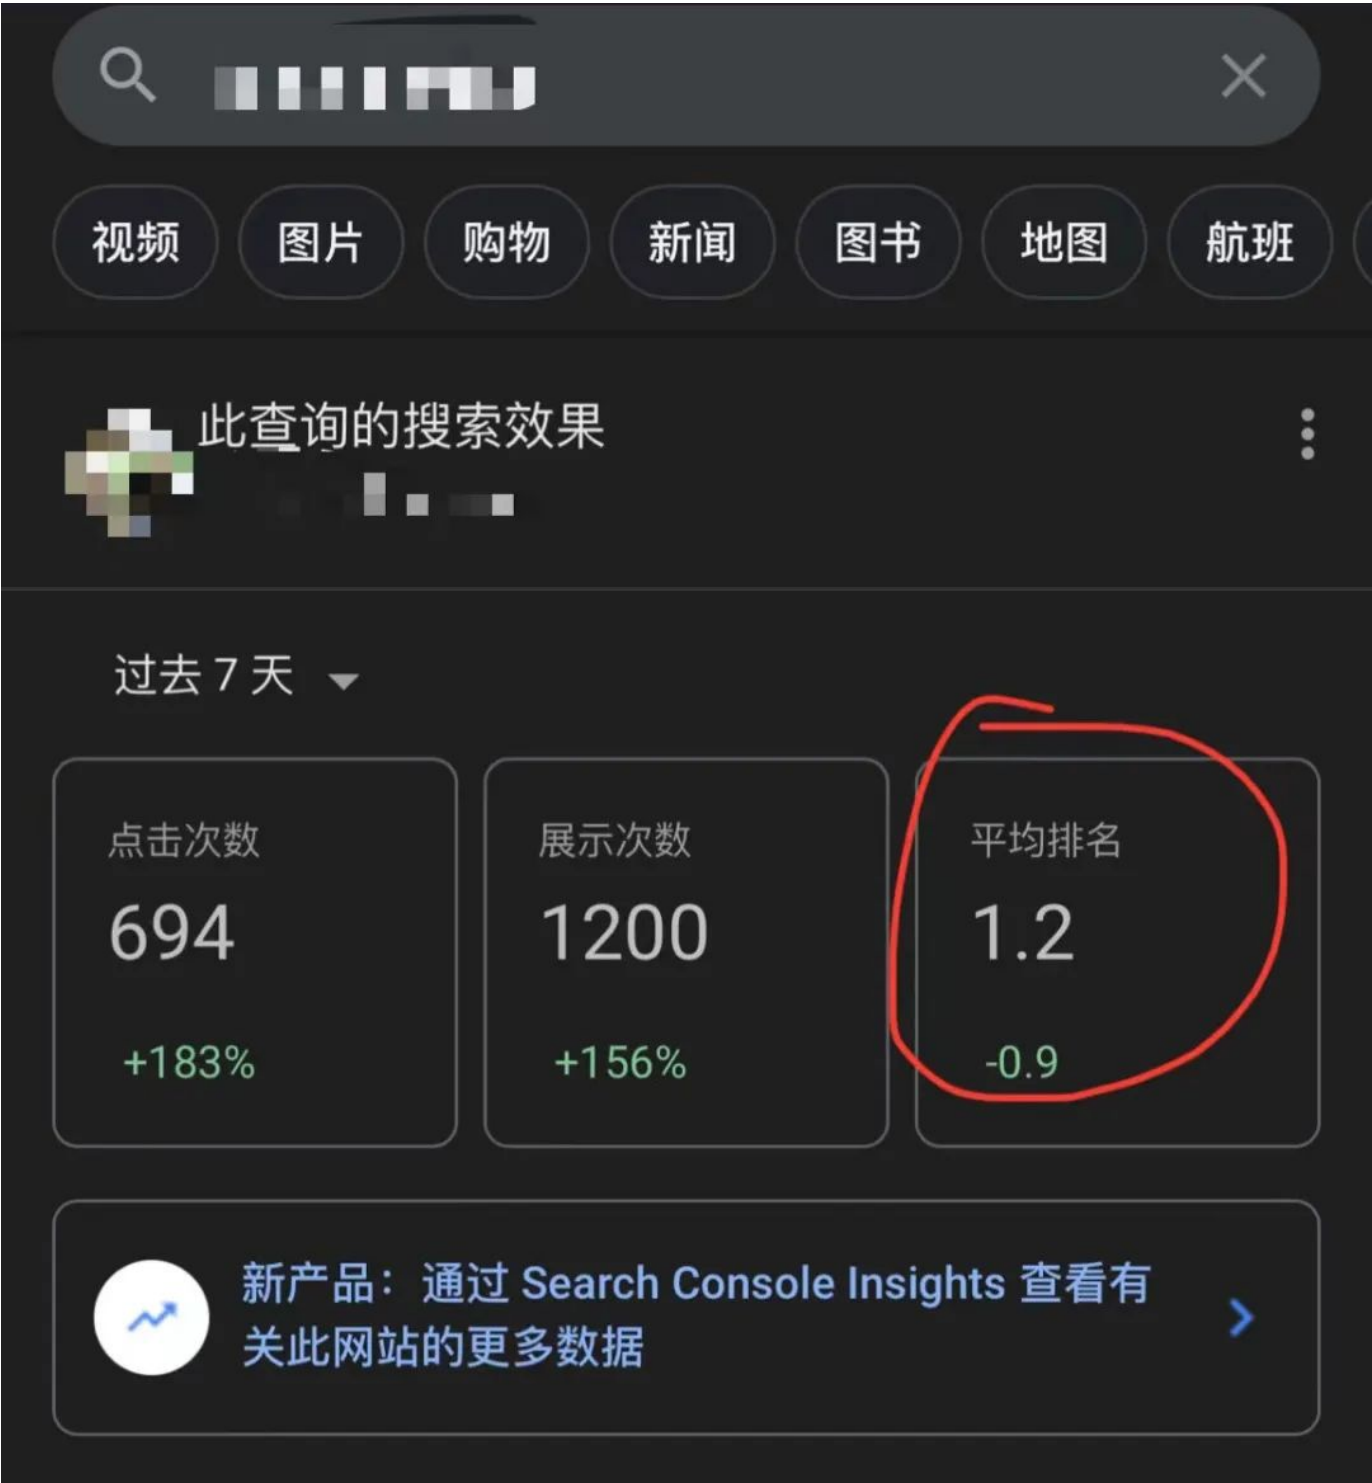 视频 图片 购物 新闻 图书 地图 航班
此查询的搜索效果
过去 7 天
点击次数 展示次数 平均排名
694 1200 1.2
+183% +156% -0.9
新产品：通过 Search Console Insights 查看有
关此网站的更多数据